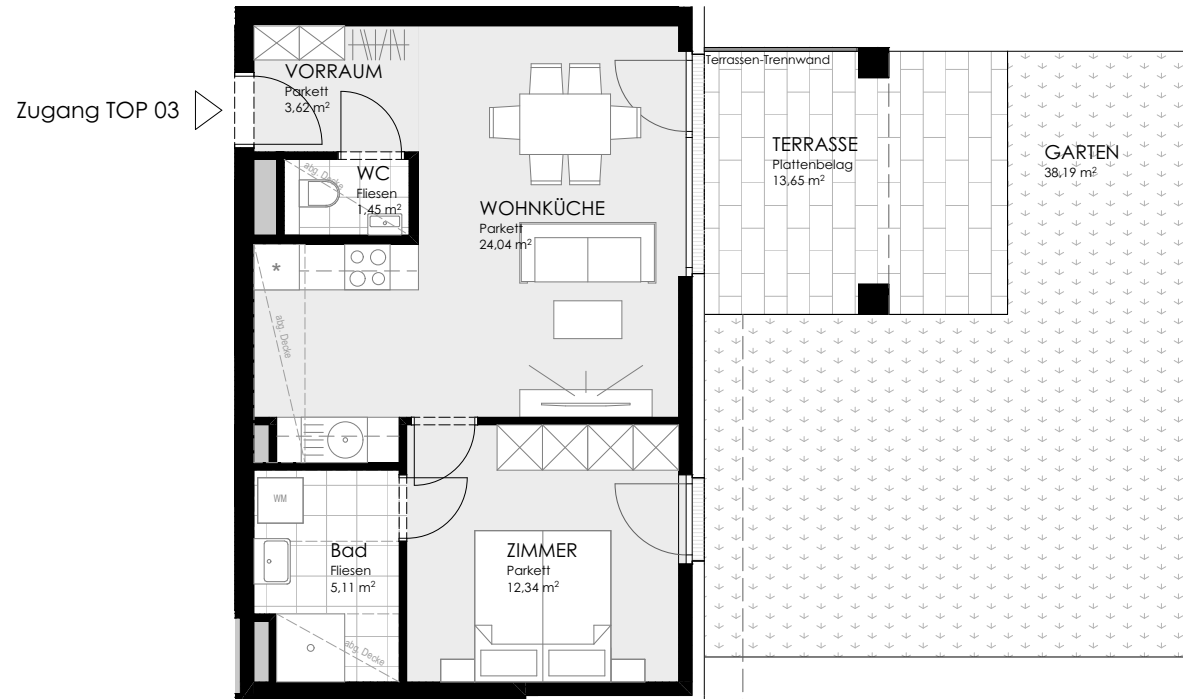 Zugang TOP 03
VORRAUM
Parkett
3,62 m²
abg. Decke
WC
Fliesen
1,45 m²
WOHNKÜCHE
Parkett
24,04 m²
*
abg. Decke
Terrassen-Trennwand
TERRASSE
Plattenbelag
13,65 m²
GARTEN
38,19 m²
WM
Bad
Fliesen
5,11 m²
abg. Decke
ZIMMER
Parkett
12,34 m²